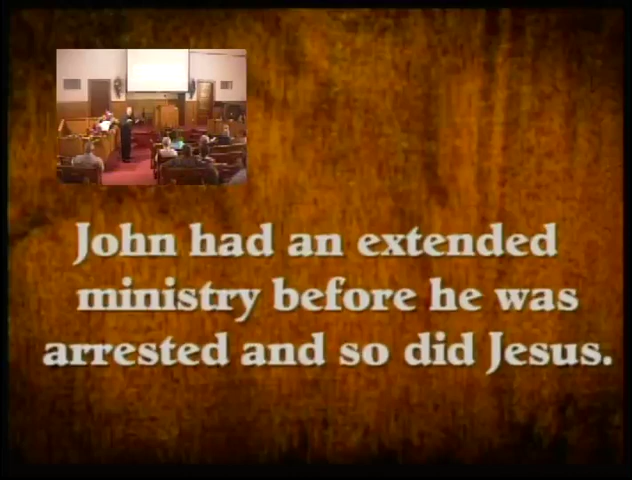 John had an extended
ministry before he was
arrested and so did Jesus.